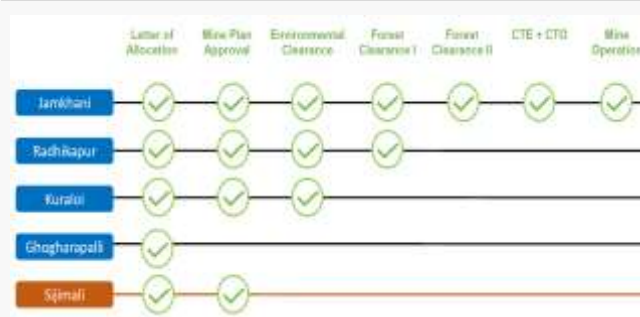 Letter of
Allocation
Mine Plan
Approval
Environmental
Clearance
Forest
Clearance I
Forest
Clearance II
CTE + CTO
Mine
Operation
Jamkhani
Radhikapur
Kuraloi
Ghogharapalli
Sijimali